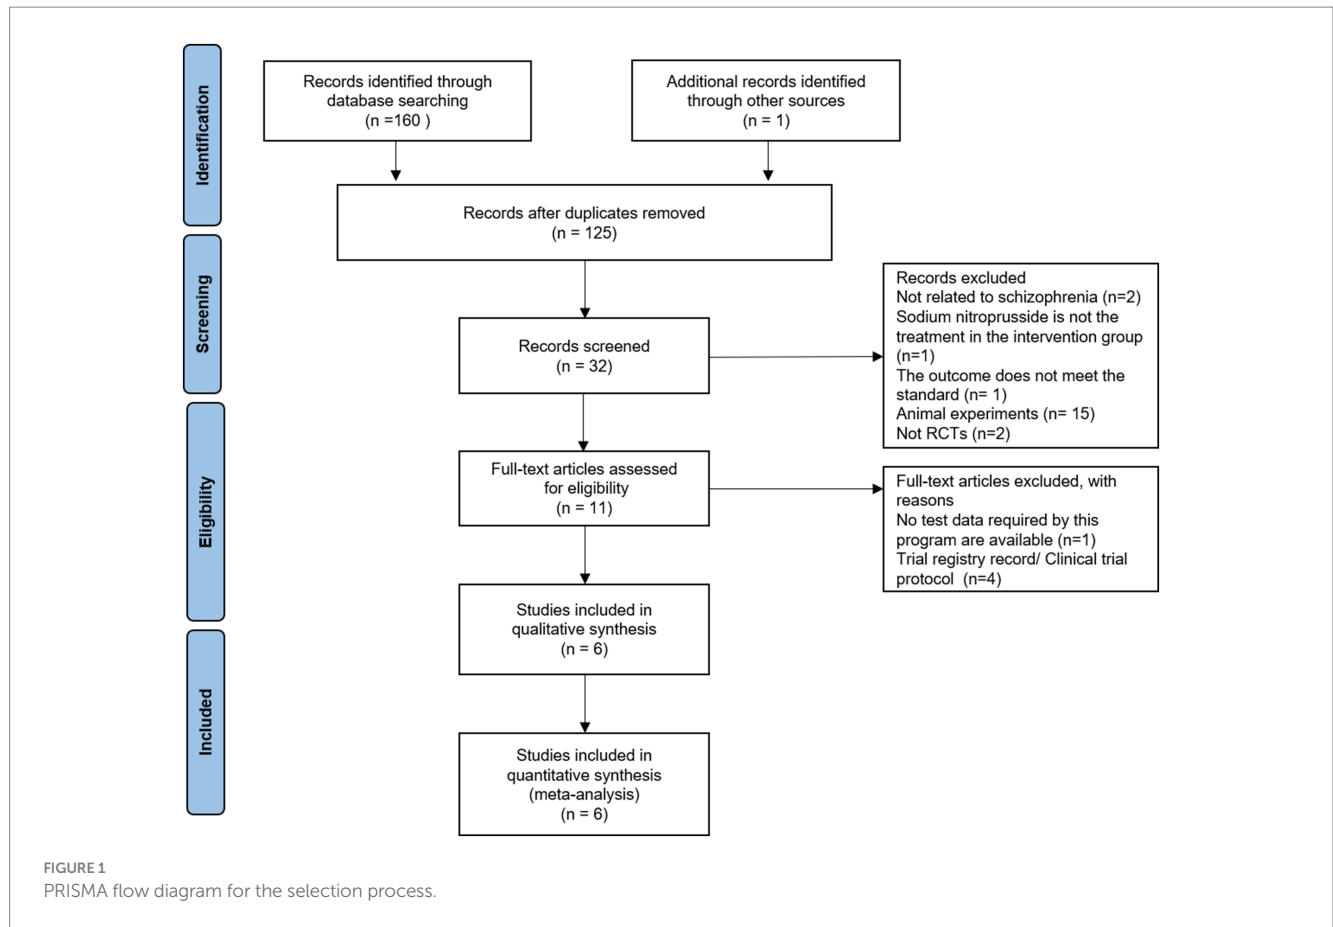 Identification
Records identified through
database searching
(n =160 )
Additional records identified
through other sources
(n = 1)
Records after duplicates removed
(n = 125)
Screening
Records screened
(n = 32)
Records excluded
Not related to schizophrenia (n=2)
Sodium nitroprusside is not the
treatment in the intervention group
(n=1)
The outcome does not meet the
standard (n= 1)
Animal experiments (n= 15)
Not RCTs (n=2)
Eligibility
Full-text articles assessed
for eligibility
(n = 11)
Full-text articles excluded, with
reasons
No test data required by this
program are available (n=1)
Trial registry record/ Clinical trial
protocol (n=4)
Studies included in
qualitative synthesis
(n = 6)
Included
Studies included in
quantitative synthesis
(meta-analysis)
(n = 6)
FIGURE 1
PRISMA flow diagram for the selection process.